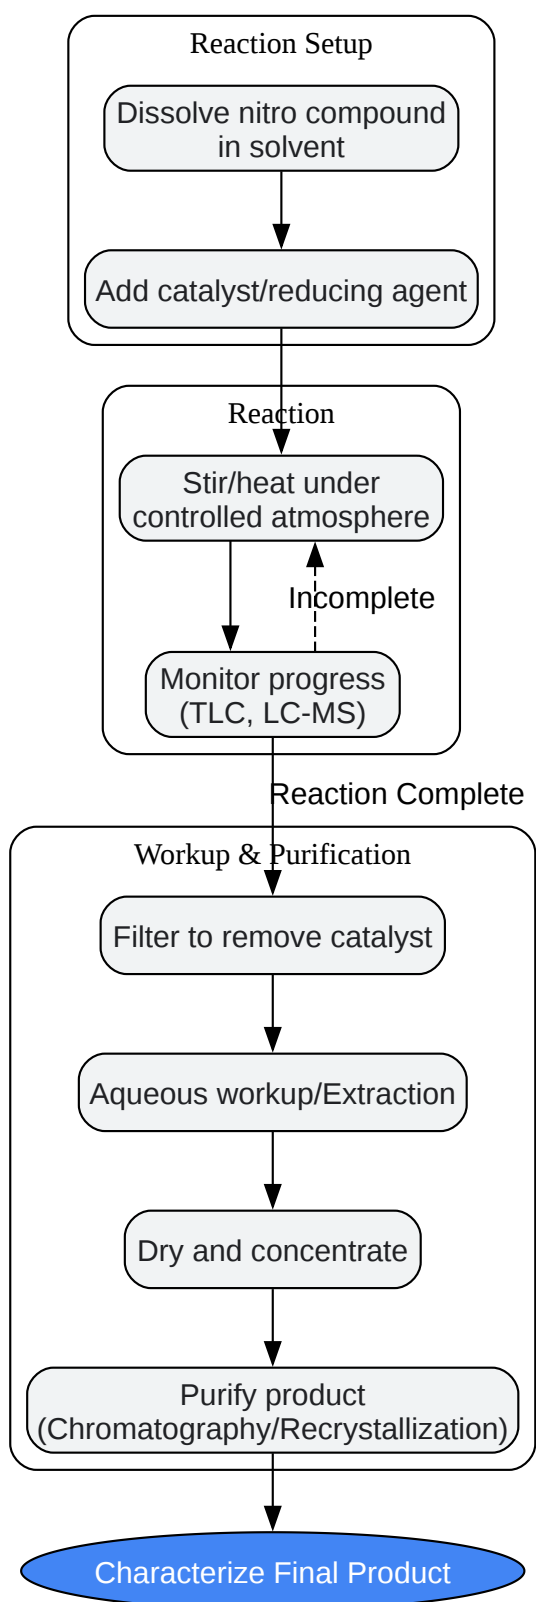 Reaction Setup
Dissolve nitro compound
in solvent
Add catalyst/reducing agent
Reaction
Stir/heat under
controlled atmosphere
Incomplete
Monitor progress
(TLC, LC-MS)
Reaction Complete
Workup & Purification
Filter to remove catalyst
Aqueous workup/Extraction
Dry and concentrate
Purify product
(Chromatography/Recrystallization)
Characterize Final Product